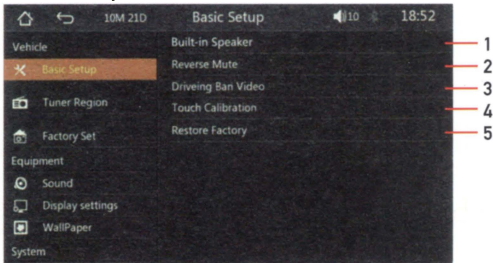 10M 21D Basic Setup 10 18:52
Vehicle
Basic Setup
Tuner Region
Factory Set
Equipment
Sound
Display settings
WallPaper
System
Built-in Speaker 1
Reverse Mute 2
Driveing Ban Video 3
Touch Calibration 4
Restore Factory 5